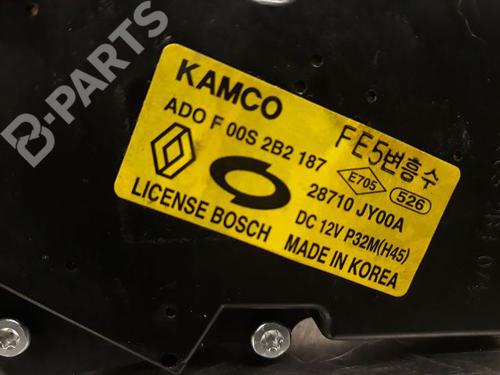 B-PARTS
KAMCO
ADO F 00S 2B2 187
FE5변흥수
E705
526
28710 JY00A
LICENSE BOSCH
DC 12V P32M(H45)
MADE IN KOREA